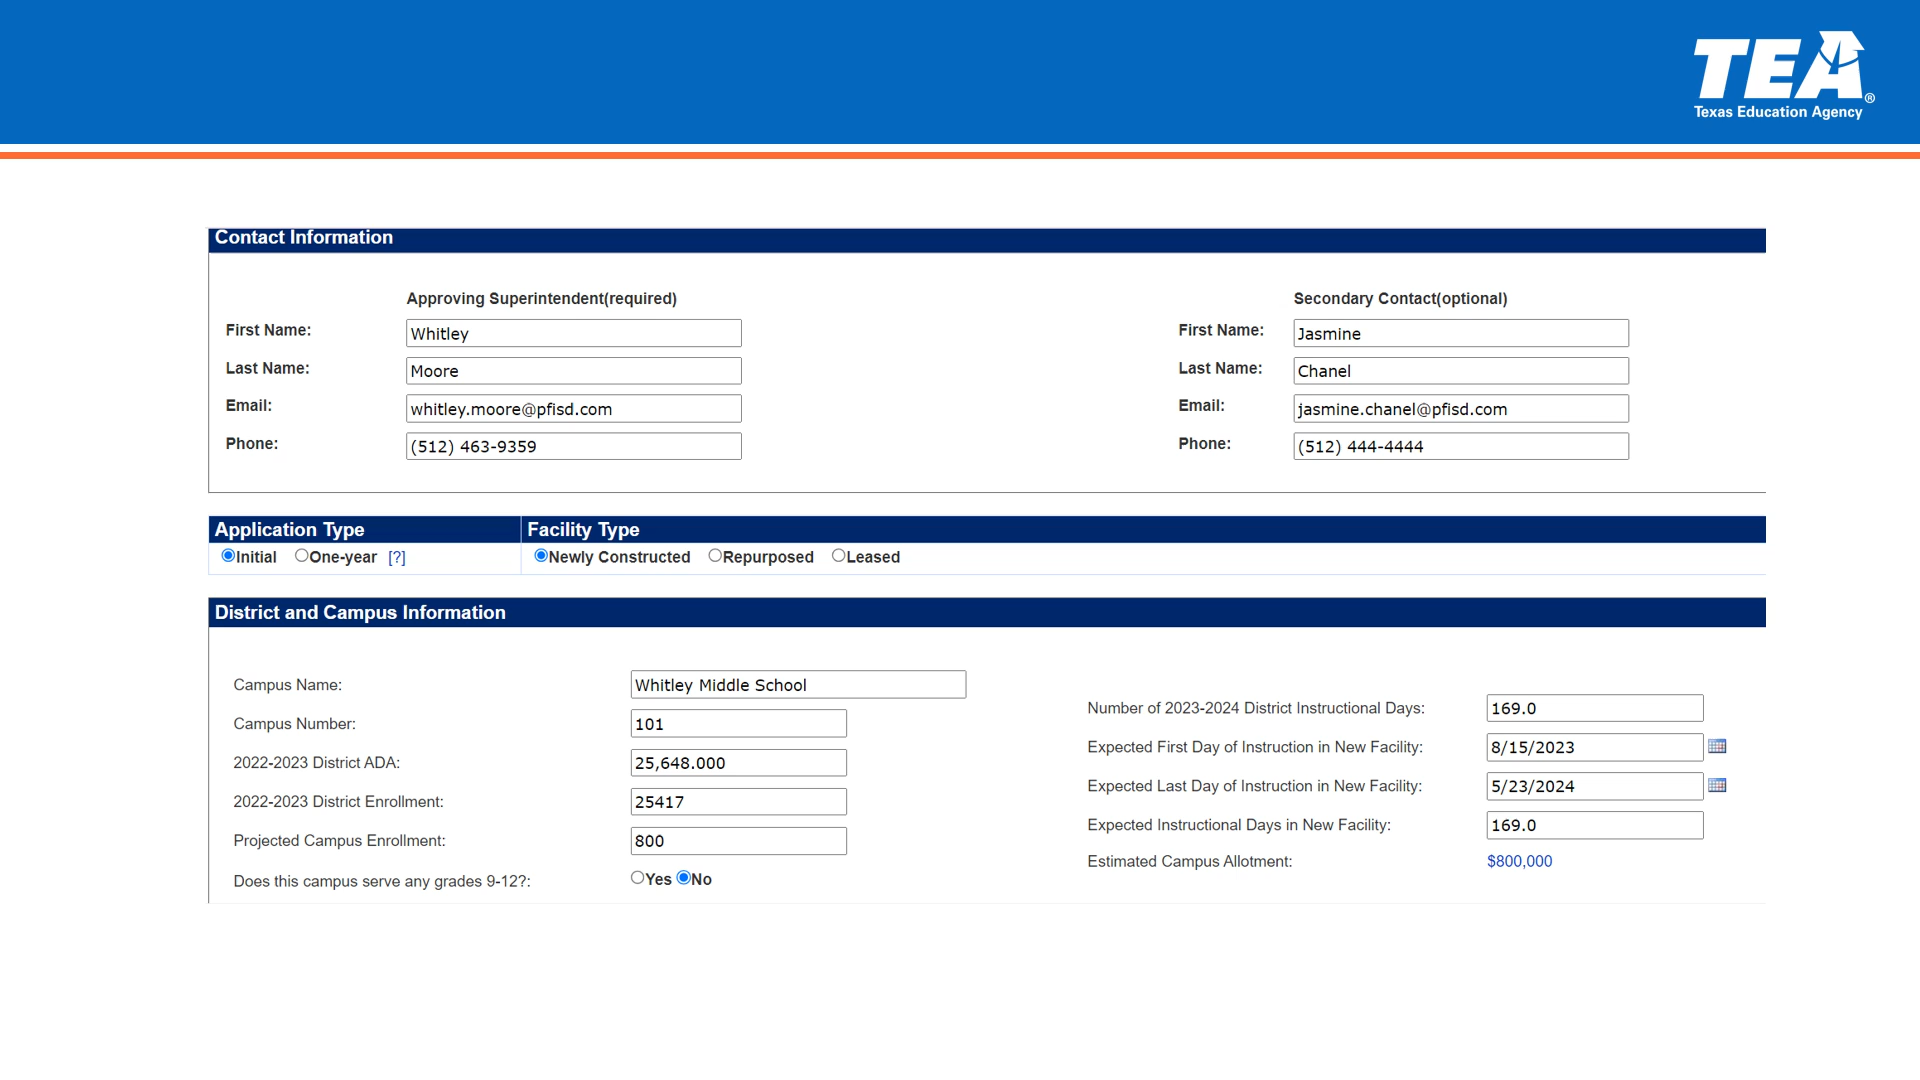 TEA®
Texas Education Agency
Contact Information
Approving Superintendent(required)
First Name: Whitley
Last Name: Moore
Email: whitley.moore@pfisd.com
Phone: (512) 463-9359
Secondary Contact(optional)
First Name: Jasmine
Last Name: Chanel
Email: jasmine.chanel@pfisd.com
Phone: (512) 444-4444
Application Type
Initial One-year [?]
Facility Type
Newly Constructed Repurposed Leased
District and Campus Information
Campus Name: Whitley Middle School
Campus Number: 101
2022-2023 District ADA: 25,648.000
2022-2023 District Enrollment: 25417
Projected Campus Enrollment: 800
Does this campus serve any grades 9-12?: Yes No
Number of 2023-2024 District Instructional Days: 169.0
Expected First Day of Instruction in New Facility: 8/15/2023
Expected Last Day of Instruction in New Facility: 5/23/2024
Expected Instructional Days in New Facility: 169.0
Estimated Campus Allotment: $800,000